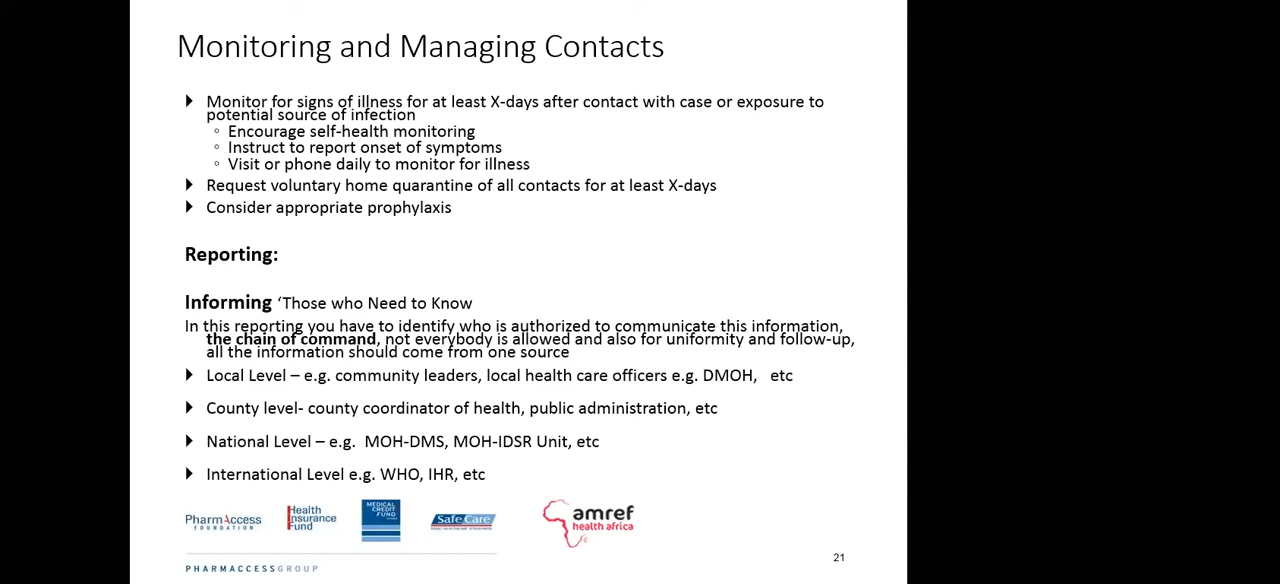 Monitoring and Managing Contacts
Monitor for signs of illness for at least X-days after contact with case or exposure to
potential source of infection
Encourage self-health monitoring
Instruct to report onset of symptoms
Visit or phone daily to monitor for illness
Request voluntary home quarantine of all contacts for at least X-days
Consider appropriate prophylaxis
Reporting:
Informing ‘Those who Need to Know
In this reporting you have to identify who is authorized to communicate this information,
the chain of command, not everybody is allowed and also for uniformity and follow-up,
all the information should come from one source
Local Level – e.g. community leaders, local health care officers e.g. DMOH, etc
County level- county coordinator of health, public administration, etc
National Level – e.g. MOH-DMS, MOH-IDSR Unit, etc
International Level e.g. WHO, IHR, etc
PharmAccess
FOUNDATION
Health
Insurance
Fund
MEDICAL
CREDIT
FUND
SafeCare
amref
health africa
21
PHARMACCESSGROUP